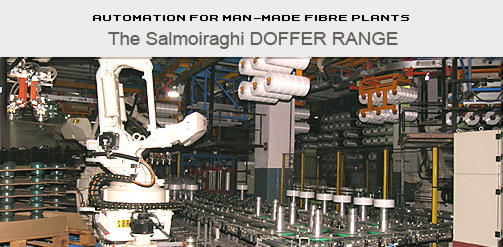 AUTOMATION FOR MAN-MADE FIBRE PLANTS
The Salmoiraghi DOFFER RANGE